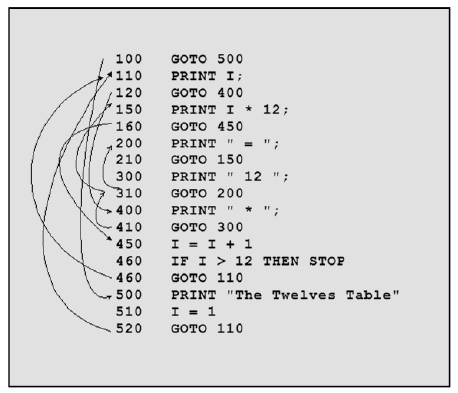 100 GOTO 500
110 PRINT I;
120 GOTO 400
150 PRINT I * 12;
160 GOTO 450
200 PRINT " = ";
210 GOTO 150
300 PRINT " 12 ";
310 GOTO 200
400 PRINT " * ";
410 GOTO 300
450 I = I + 1
460 IF I > 12 THEN STOP
460 GOTO 110
500 PRINT "The Twelves Table"
510 I = 1
520 GOTO 110